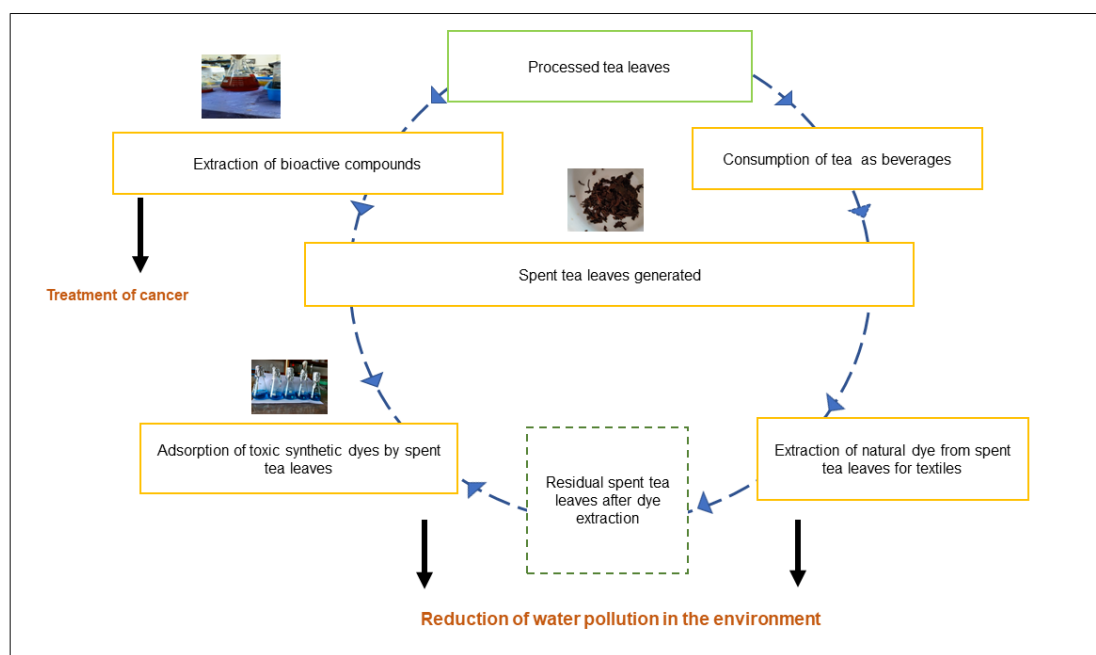 Processed tea leaves
Extraction of bioactive compounds
Consumption of tea as beverages
Spent tea leaves generated
Treatment of cancer
Adsorption of toxic synthetic dyes by spent
tea leaves
Residual spent tea
leaves after dye
extraction
Extraction of natural dye from spent
tea leaves for textiles
Reduction of water pollution in the environment